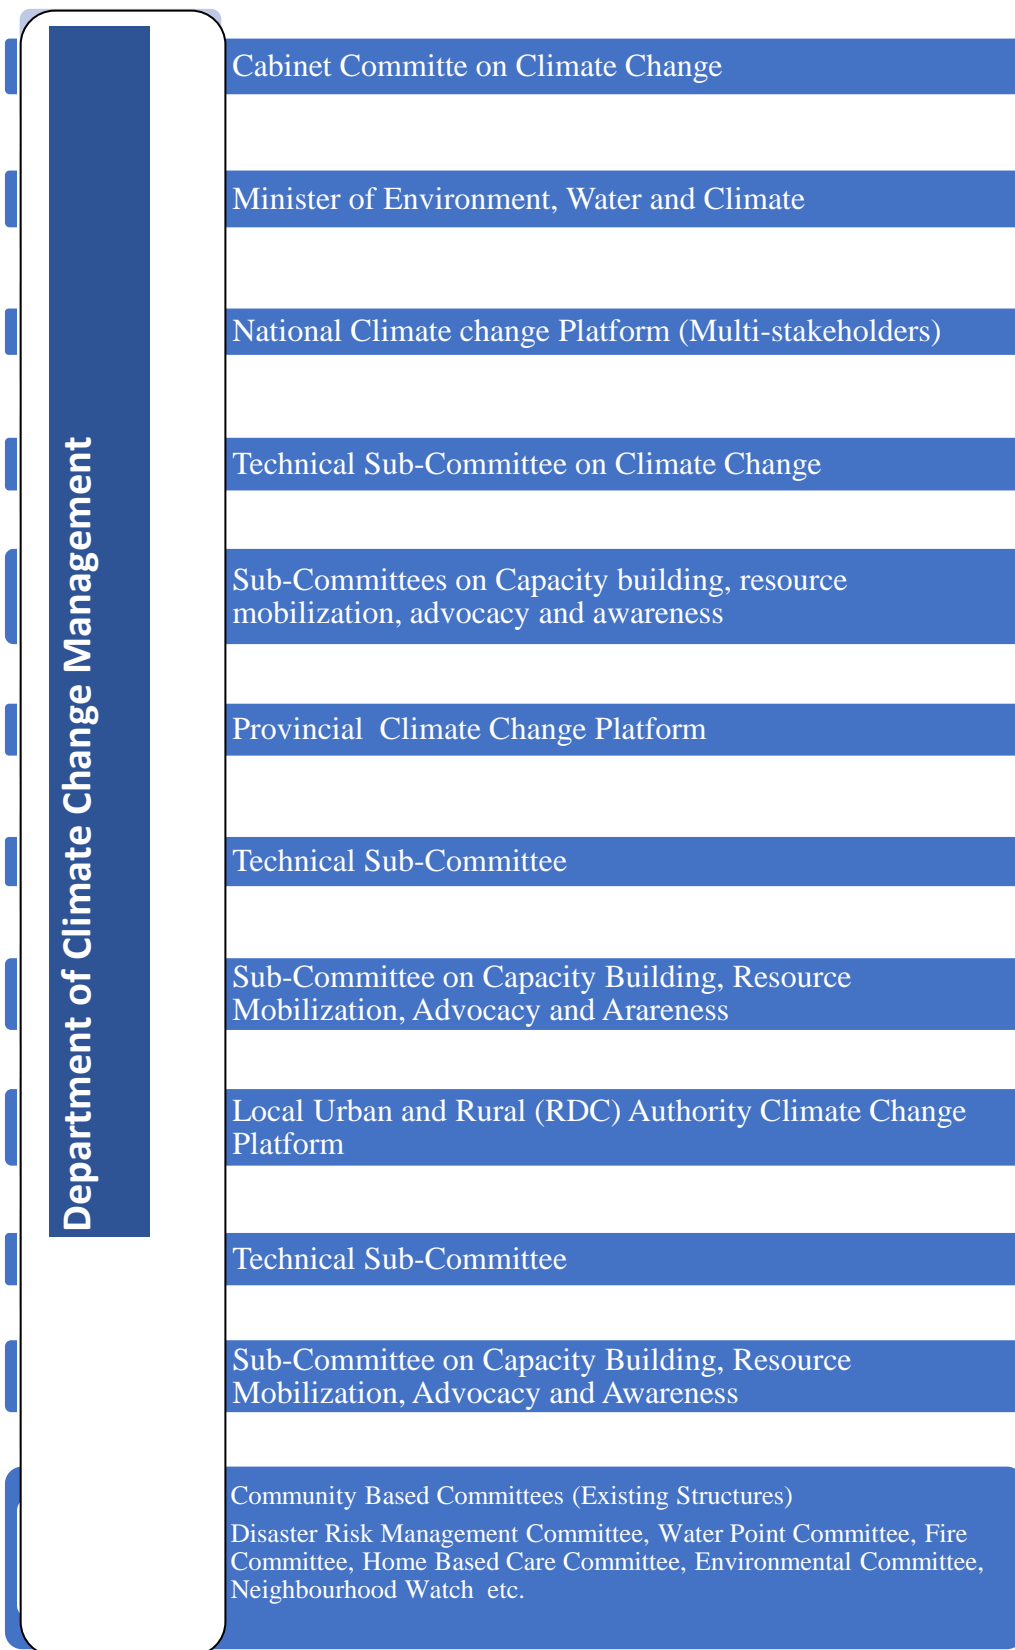 Department of Climate Change Management
Cabinet Committe on Climate Change
Minister of Environment, Water and Climate
National Climate change Platform (Multi-stakeholders)
Technical Sub-Committee on Climate Change
Sub-Committees on Capacity building, resource
mobilization, advocacy and awareness
Provincial  Climate Change Platform
Technical Sub-Committee
Sub-Committee on Capacity Building, Resource
Mobilization, Advocacy and Arareness
Local Urban and Rural (RDC) Authority Climate Change
Platform
Technical Sub-Committee
Sub-Committee on Capacity Building, Resource
Mobilization, Advocacy and Awareness
Community Based Committees (Existing Structures)
Disaster Risk Management Committee, Water Point Committee, Fire
Committee, Home Based Care Committee, Environmental Committee,
Neighbourhood Watch  etc.